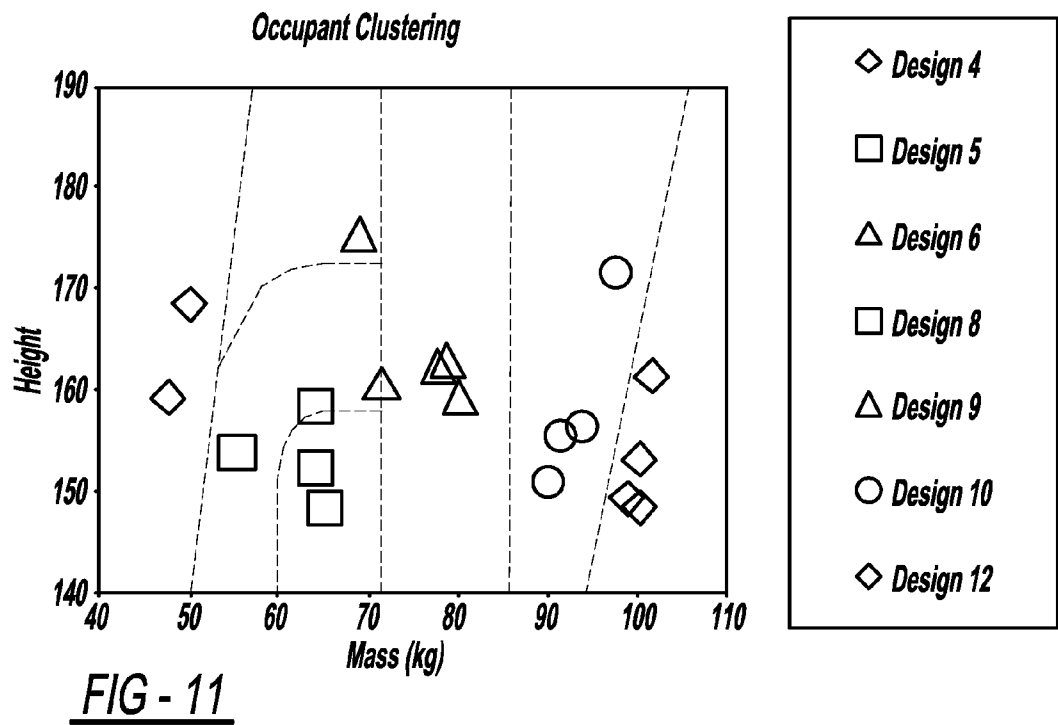 Occupant Clustering
190
180
170
160
150
140
Height
40 50 60 70 80 90 100 110
Mass (kg)
Design 4
Design 5
Design 6
Design 8
Design 9
Design 10
Design 12
FIG - 11